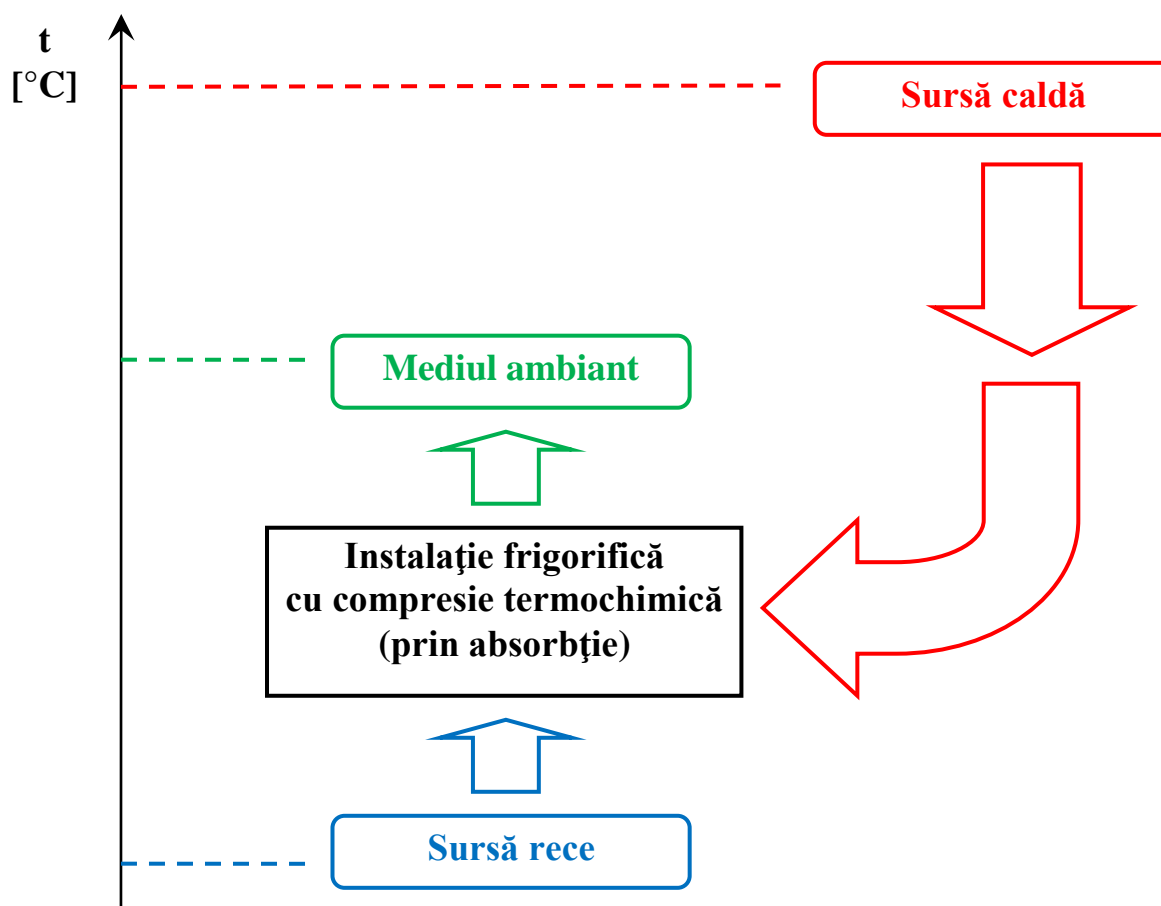 t
[°C]
Sursă caldă
Mediul ambiant
Instalaţie frigorifică
cu compresie termochimică
(prin absorbţie)
Sursă rece